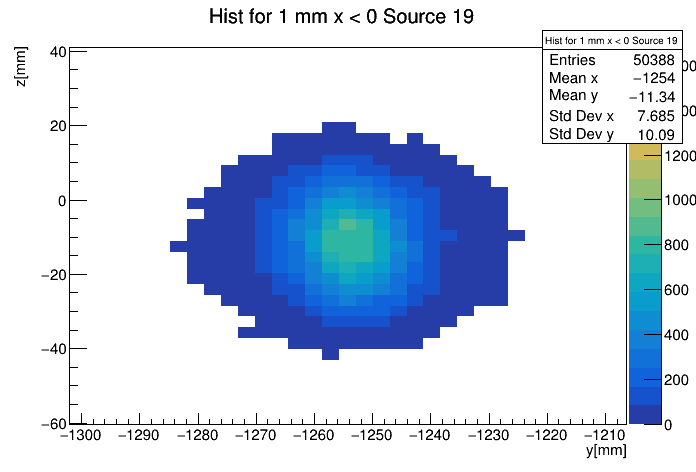 Hist for 1 mm x < 0 Source 19
Hist for 1 mm x < 0 Source 19
Entries 50388
Mean x −1254
Mean y −11.34
Std Dev x 7.685
Std Dev y 10.09
z[mm]
40
20
0
−20
−40
−60
−1300 −1290 −1280 −1270 −1260 −1250 −1240 −1230 −1220 −1210
y[mm]
1200
1000
800
600
400
200
0